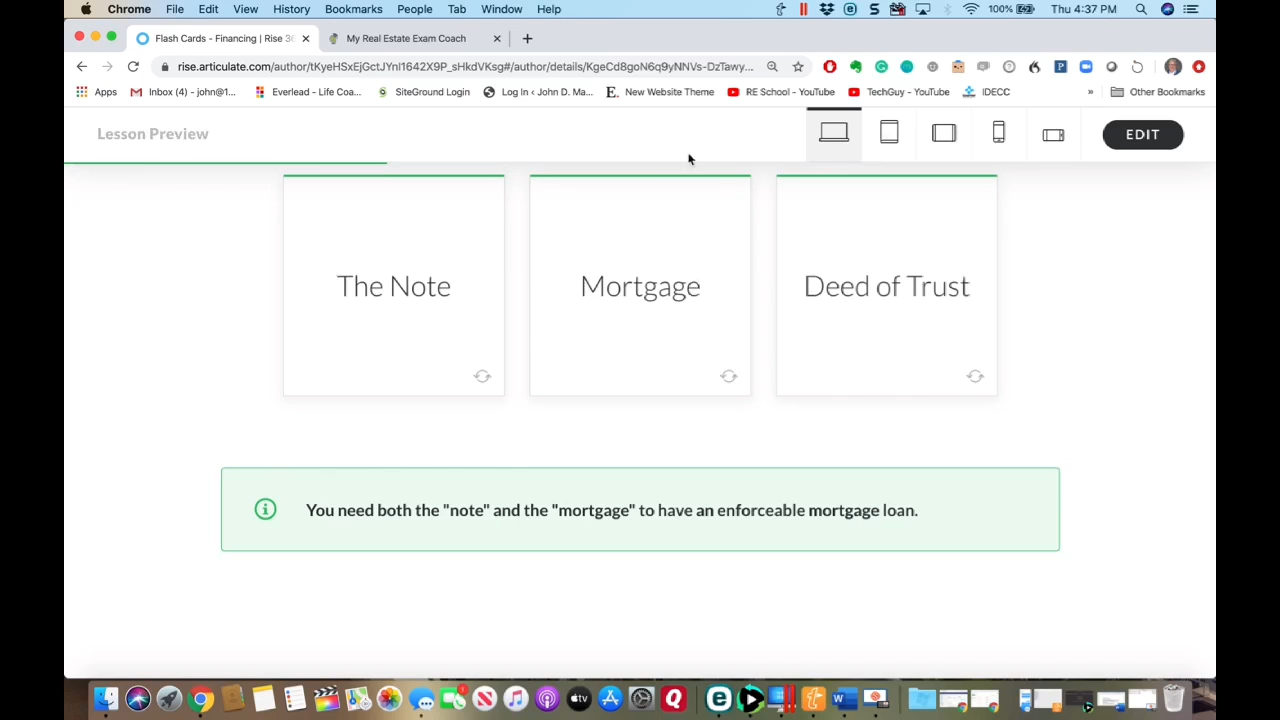 Chrome File Edit View History Bookmarks People Tab Window Help 100% Thu 4:37 PM
Flash Cards - Financing | Rise 36 My Real Estate Exam Coach
rise.articulate.com/author/tKyeHSxEjGctJYnl1642X9P_sHkdVKsg#/author/details/KgeCd8goN6q9yNNVs-DzTawy...
Apps Inbox (4) - john@1... Everlead - Life Coa... SiteGround Login Log In ‹ John D. Ma... New Website Theme RE School - YouTube TechGuy - YouTube IDECC » Other Bookmarks
Lesson Preview EDIT
The Note Mortgage Deed of Trust
You need both the "note" and the "mortgage" to have an enforceable mortgage loan.
tv